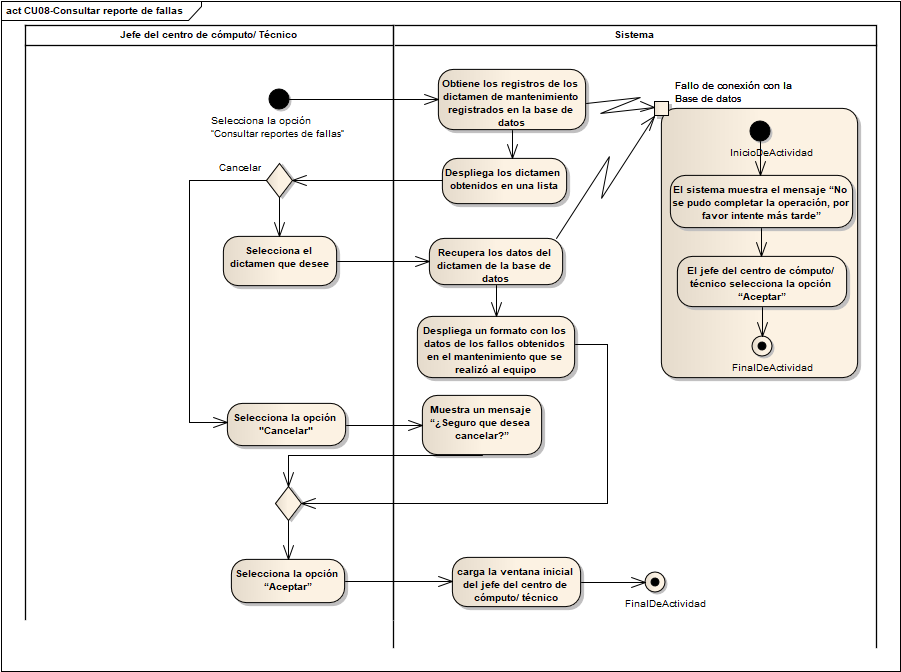 act CU08-Consultar reporte de fallas
Jefe del centro de cómputo/ Técnico
Sistema
Selecciona la opción
"Consultar reportes de fallas"
Obtiene los registros de los
dictamen de mantenimiento
registrados en la base de
datos
Fallo de conexión con la
Base de datos
InicioDeActividad
Cancelar
Despliega los dictamen
obtenidos en una lista
El sistema muestra el mensaje “No
se pudo completar la operación, por
favor intente más tarde”
Selecciona el
dictamen que desee
Recupera los datos del
dictamen de la base de
datos
El jefe del centro de cómputo/
técnico selecciona la opción
“Aceptar”
Despliega un formato con los
datos de los fallos obtenidos
en el mantenimiento que se
realizó al equipo
FinalDeActividad
Selecciona la opción
"Cancelar"
Muestra un mensaje
“¿Seguro que desea
cancelar?”
Selecciona la opción
“Aceptar”
carga la ventana inicial
del jefe del centro de
cómputo/ técnico
FinalDeActividad